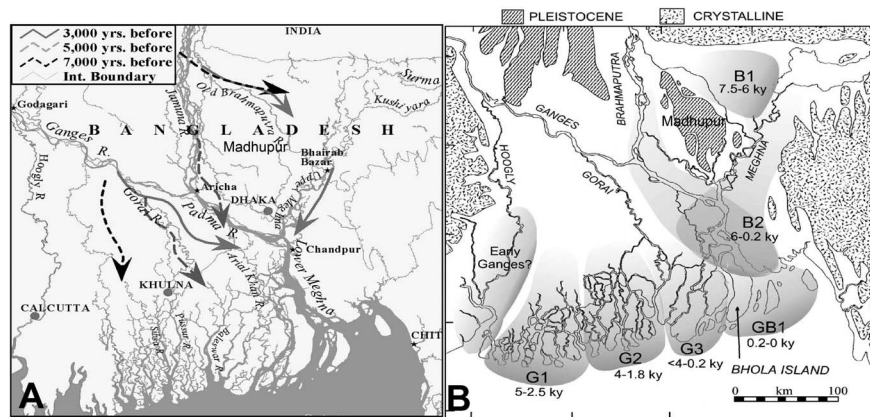 3,000 yrs. before
5,000 yrs. before
7,000 yrs. before
Int. Boundary
INDIA
Surma
Kushiyara
Godagari
Jamuna R.
Old Brahmaputra R.
BANGLADESH
Ganges R.
Madhupur
Bhairab
Bazar
Hoogly R
Aricha
DHAKA
Upper Meghna
Gorai R.
Padma R.
Chandpur
Arial Khan R.
Lower Meghna
KHULNA
CALCUTTA
Sibsa R.
Pussur R.
Baleswar R.
CHIT
A
PLEISTOCENE
CRYSTALLINE
B1
7.5-6 ky
GANGES
BRAHMAPUTRA
Madhupur
MEGHNA
HOOGLY
GORAI
B2
6-0.2 ky
Early
Ganges?
G1
5-2.5 ky
G2
4-1.8 ky
G3
<4-0.2 ky
GB1
0.2-0 ky
BHOLA ISLAND
0 km 100
B